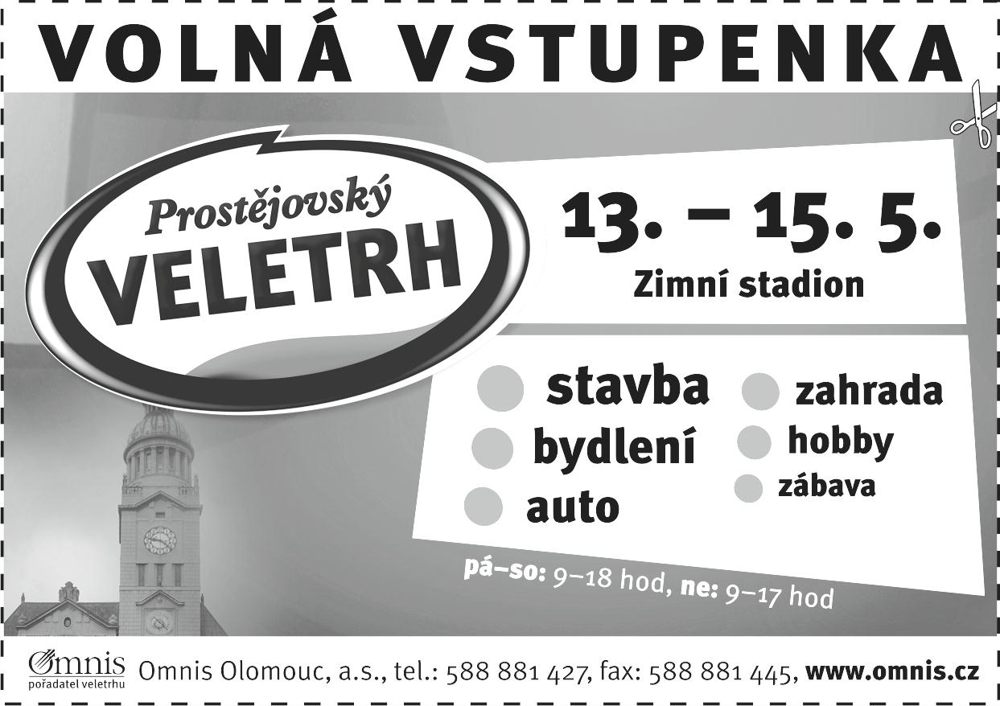 VOLNÁ VSTUPENKA
Prostějovský
VELETRH
13. – 15. 5.
Zimní stadion
stavba
bydlení
auto
zahrada
hobby
zábava
pá–so: 9–18 hod, ne: 9–17 hod
Omnis
pořadatel veletrhu
Omnis Olomouc, a.s., tel.: 588 881 427, fax: 588 881 445, www.omnis.cz